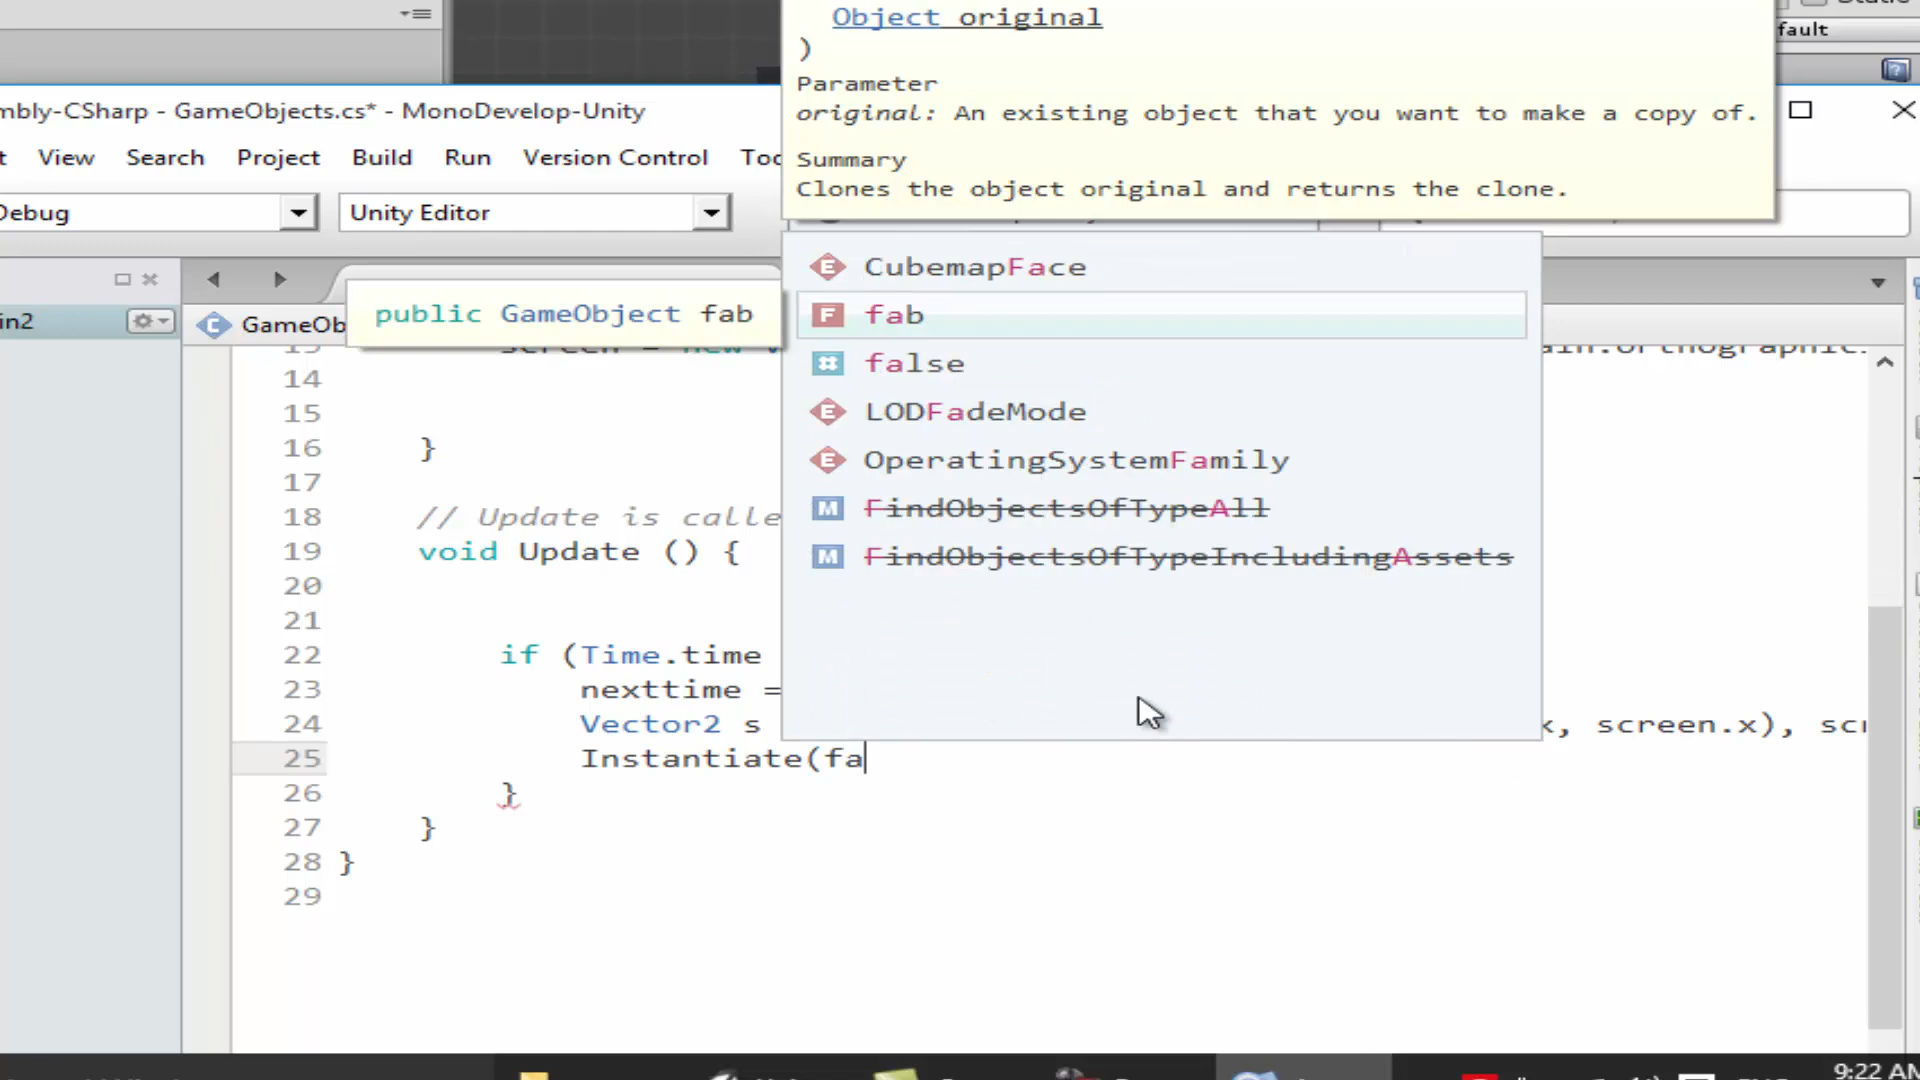 Object original
fault
)
Parameter
original: An existing object that you want to make a copy of.
Summary
Clones the object original and returns the clone.
mbly-CSharp - GameObjects.cs* - MonoDevelop-Unity
t View Search Project Build Run Version Control Too
Debug Unity Editor
in2
GameOb
public GameObject fab
CubemapFace
fab
false
LODFadeMode
OperatingSystemFamily
FindObjectsOfTypeAll
FindObjectsOfTypeIncludingAssets
14
15
16 }
17
18 // Update is calle
19 void Update () {
20
21
22 if (Time.time
23 nexttime =
24 Vector2 s x, screen.x), scr
25 Instantiate(fa
26 }
27 }
28 }
29
9:22 AM